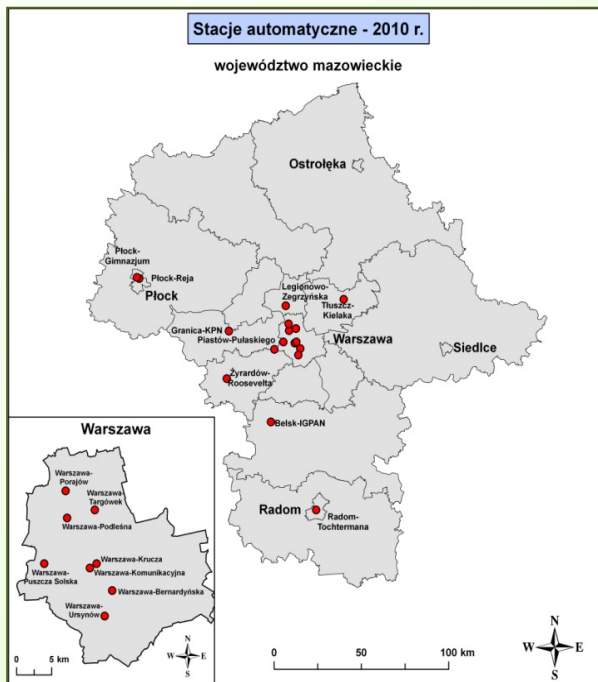 Stacje automatyczne - 2010 r.
województwo mazowieckie
Ostrołęka
Płock-
Gimnazjum
Płock-Reja
Płock
Legionowo-
Zegrzyńska
Tłuszcz-
Kielaka
Granica-KPN
Piastów-Pułaskiego
Warszawa
Siedlce
Żyrardów-
Roosevelta
Belsk-IGPAN
Radom
Radom-
Tochtermana
Warszawa
Warszawa-
Porajów
Warszawa-
Targówek
Warszawa-Podleśna
Warszawa-Krucza
Warszawa-Komunikacyjna
Warszawa-
Puszcza Solska
Warszawa-Bernardyńska
Warszawa-
Ursynów
0 5 km
N
W E
S
0 50 100 km
N
W E
S